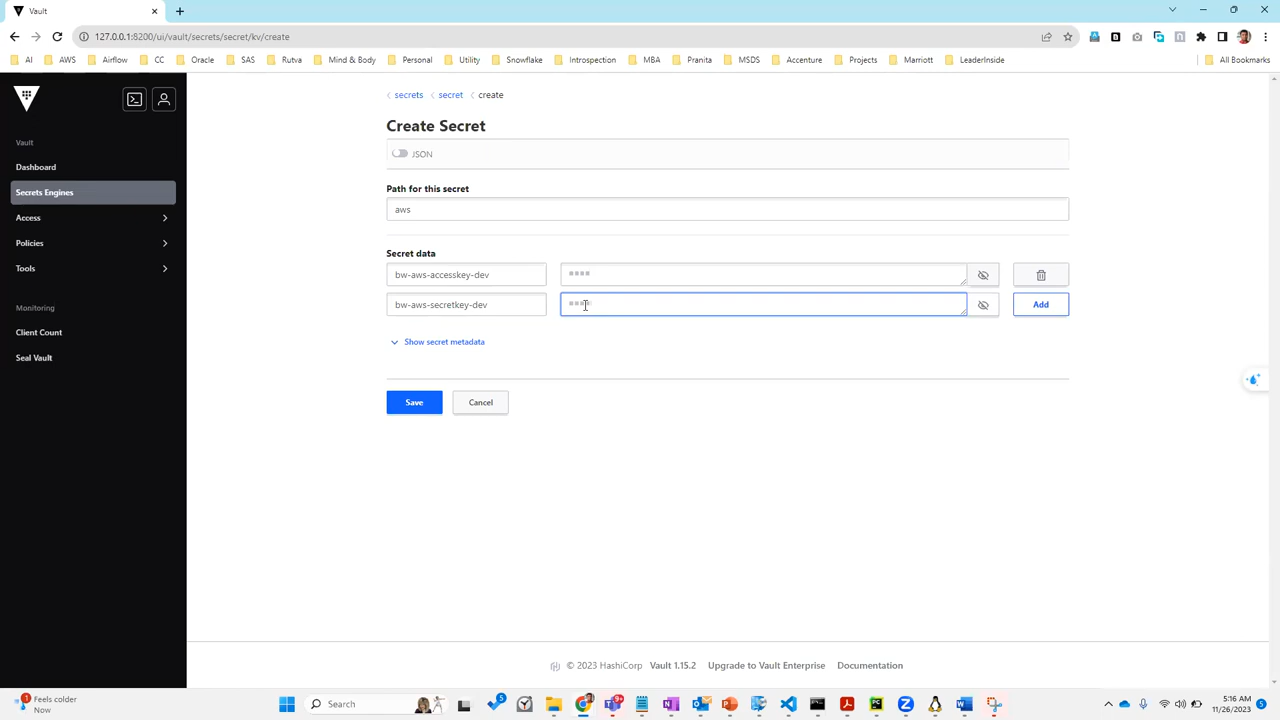 Vault
127.0.0.1:8200/ui/vault/secrets/secret/kv/create
AI AWS Airflow CC Oracle SAS Rutva Mind & Body Personal Utility Snowflake Introspection MBA Pranita MSDS Accenture Projects Marriott LeaderInside All Bookmarks
secrets secret create
Create Secret
JSON
Path for this secret
aws
Secret data
bw-aws-accesskey-dev
bw-aws-secretkey-dev
Add
Show secret metadata
Save Cancel
Vault
Dashboard
Secrets Engines
Access
Policies
Tools
Monitoring
Client Count
Seal Vault
© 2023 HashiCorp Vault 1.15.2 Upgrade to Vault Enterprise Documentation
1
Feels colder
Now
Search
5
9+
5:16 AM
11/26/2023
5